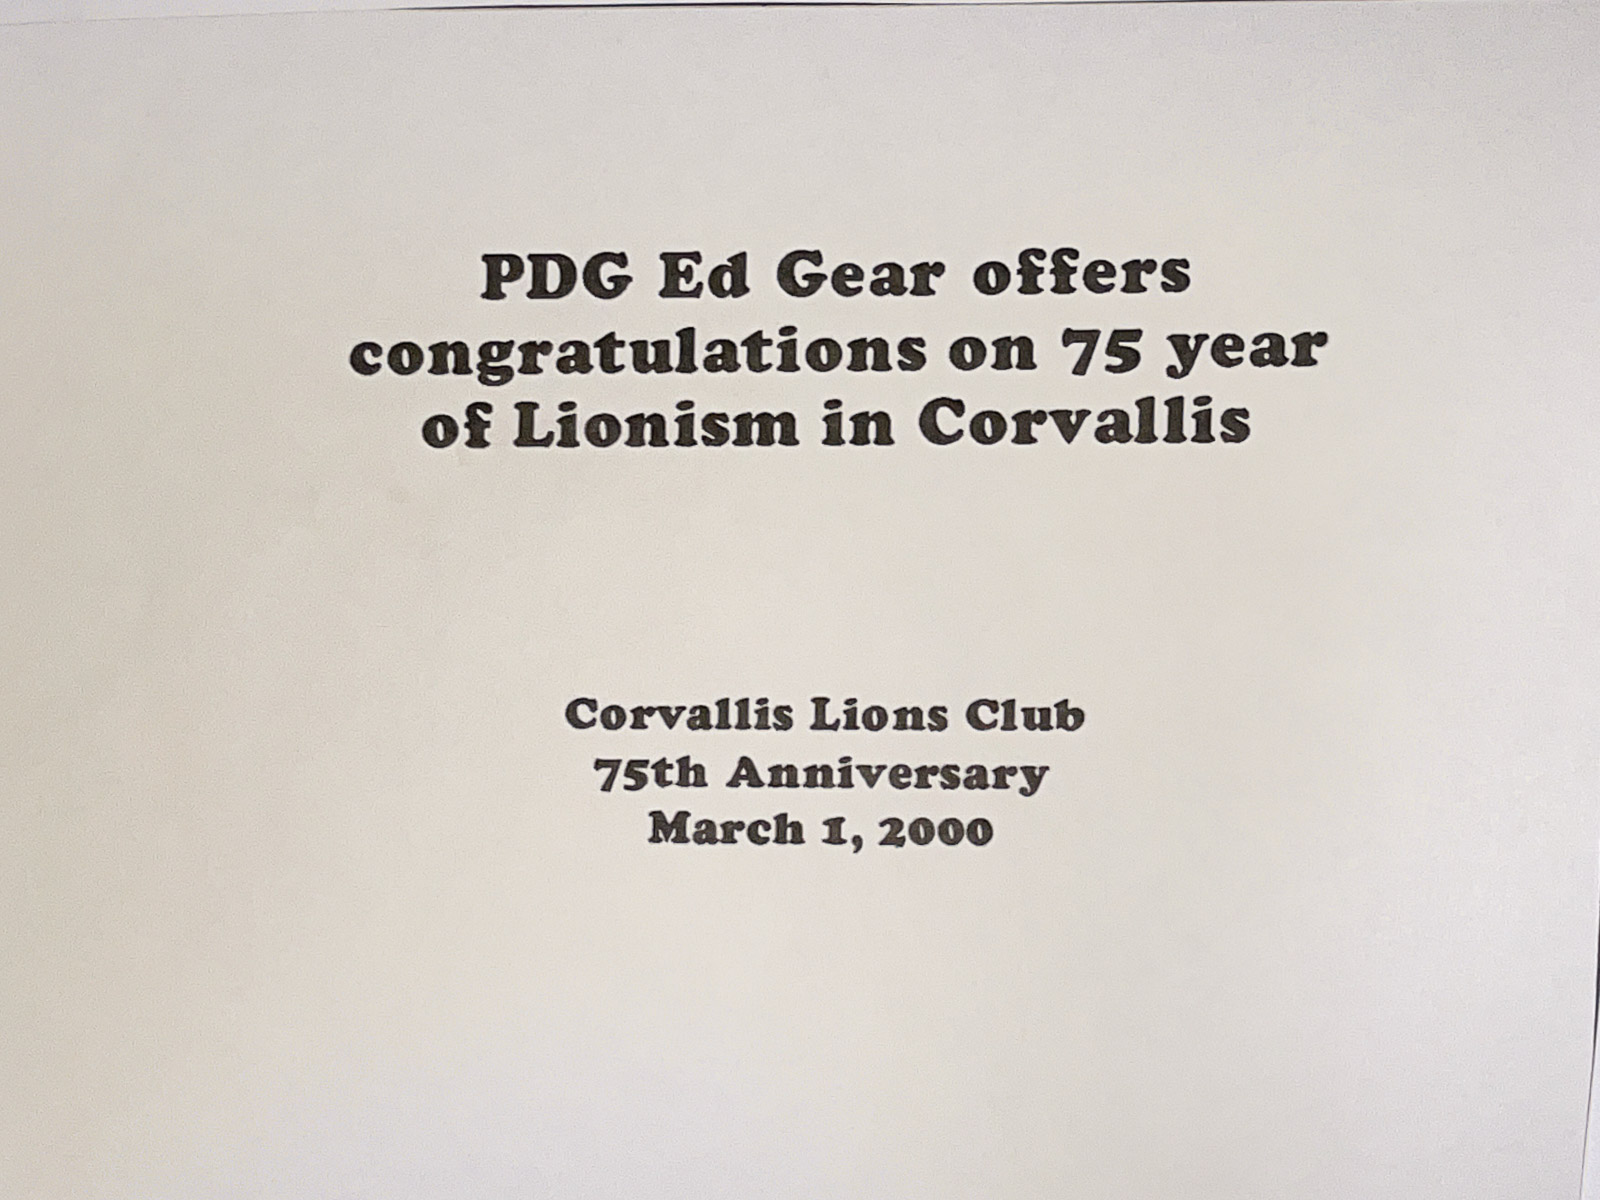 PDG Ed Gear offers
congratulations on 75 year
of Lionism in Corvallis
Corvallis Lions Club
75th Anniversary
March 1, 2000